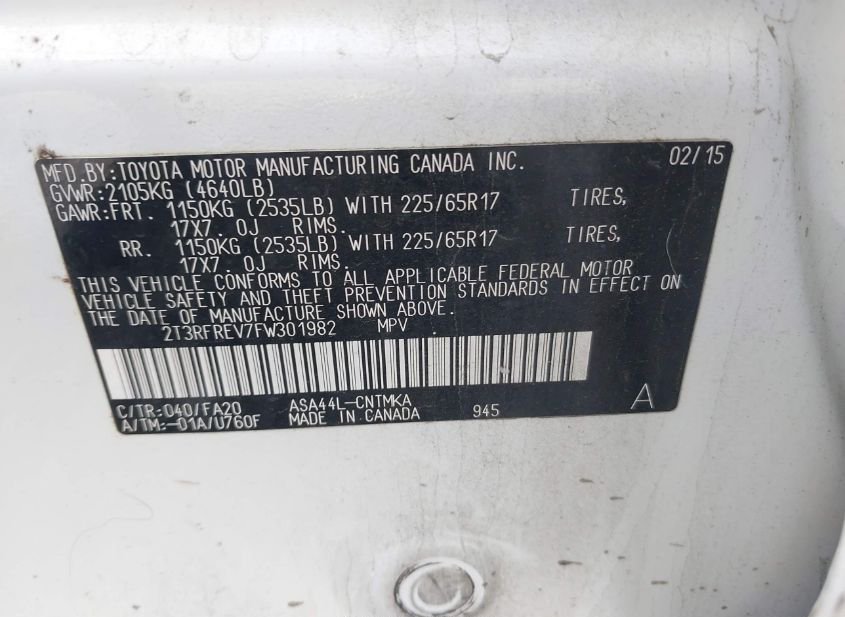 MFD.BY:TOYOTA MOTOR MANUFACTURING CANADA INC. 02/15
GVWR:2105KG (4640LB)
GAWR:FRT. 1150KG (2535LB) WITH 225/65R17 TIRES,
17X7.0J RIMS.
RR. 1150KG (2535LB) WITH 225/65R17 TIRES,
17X7.0J RIMS.
THIS VEHICLE CONFORMS TO ALL APPLICABLE FEDERAL MOTOR
VEHICLE SAFETY AND THEFT PREVENTION STANDARDS IN EFFECT ON
THE DATE OF MANUFACTURE SHOWN ABOVE.
2T3RFREV7FW301982 MPV
C/TR:040/FA20 ASA44L-CNTMKA A
A/TM:-01A/U760F MADE IN CANADA 945